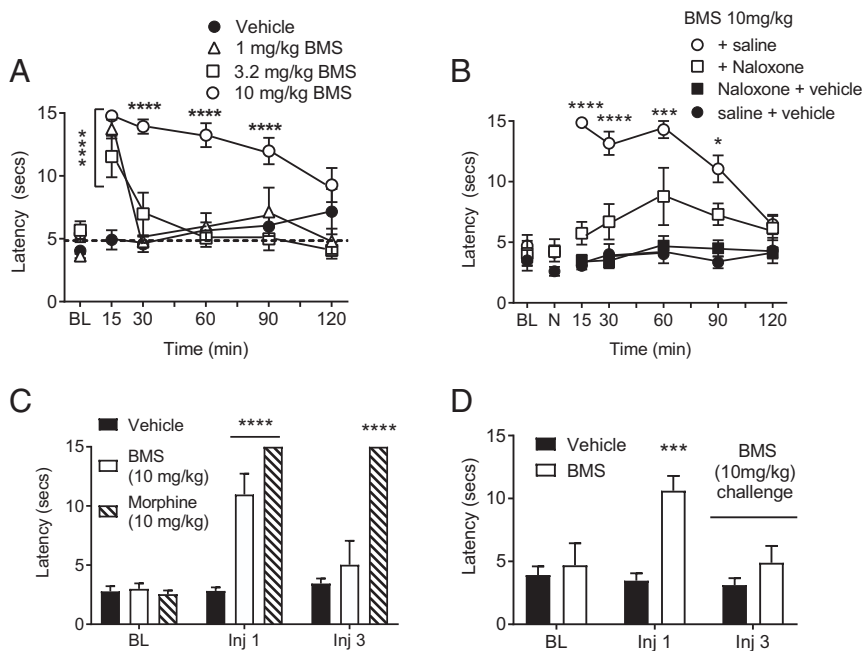 A
Vehicle
1 mg/kg BMS
3.2 mg/kg BMS
10 mg/kg BMS
****
****
****
****
15
10
5
0
Latency (secs)
BL
15
30
60
90
120
Time (min)
B
BMS 10mg/kg
+ saline
+ Naloxone
Naloxone + vehicle
saline + vehicle
****
****
***
*
15
10
5
0
Latency (secs)
BL
N
15
30
60
90
120
Time (min)
C
Vehicle
BMS
(10 mg/kg)
Morphine
(10 mg/kg)
****
****
15
10
5
0
Latency (secs)
BL
Inj 1
Inj 3
D
Vehicle
BMS
***
BMS
(10mg/kg)
challenge
15
10
5
0
Latency (secs)
BL
Inj 1
Inj 3